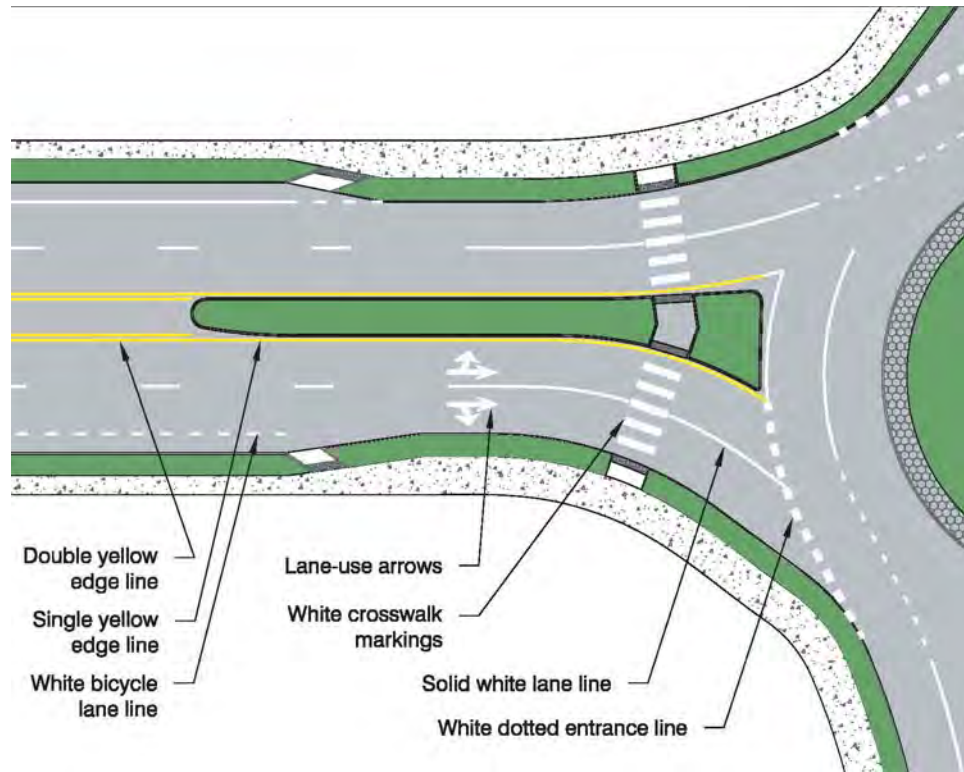 Double yellow
edge line
Single yellow
edge line
White bicycle
lane line
Lane-use arrows
White crosswalk
markings
Solid white lane line
White dotted entrance line